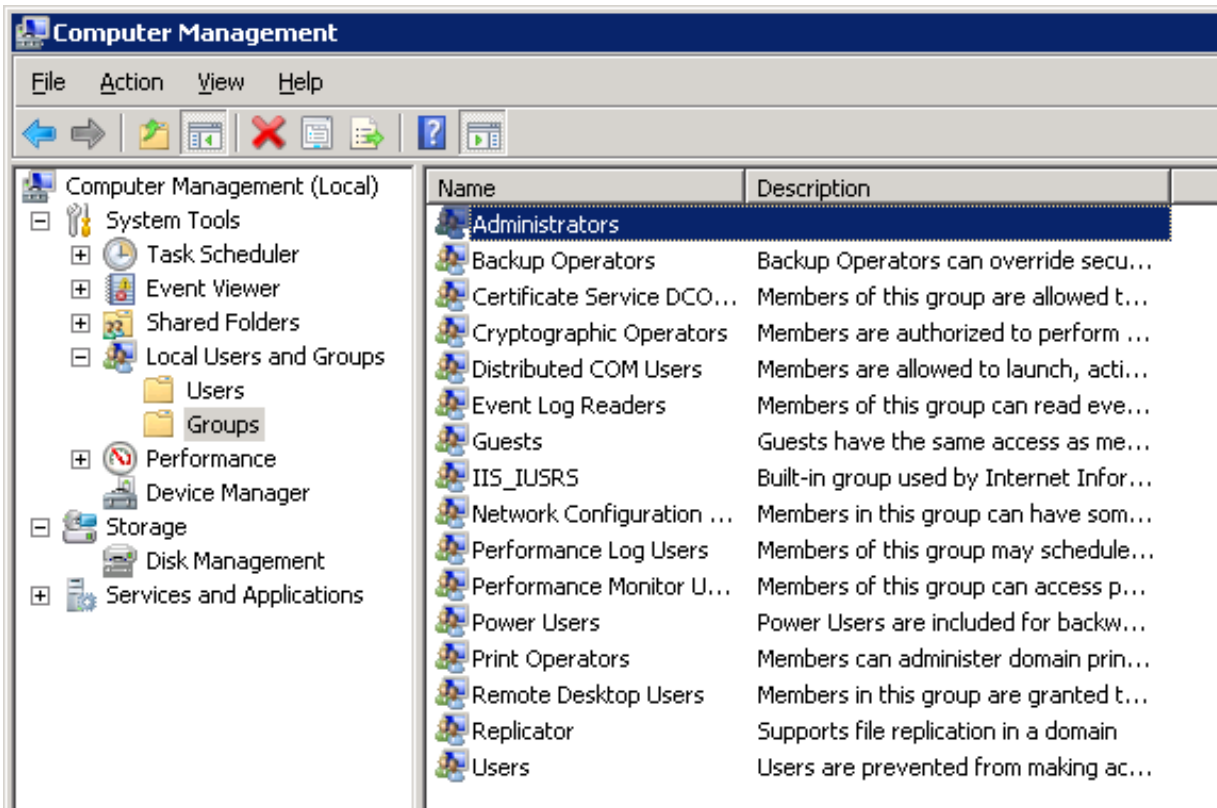 Computer Management
File Action View Help
Computer Management (Local)
System Tools
Task Scheduler
Event Viewer
Shared Folders
Local Users and Groups
Users
Groups
Performance
Device Manager
Storage
Disk Management
Services and Applications
Name Description
Administrators
Backup Operators Backup Operators can override secu...
Certificate Service DCO... Members of this group are allowed t...
Cryptographic Operators Members are authorized to perform ...
Distributed COM Users Members are allowed to launch, acti...
Event Log Readers Members of this group can read eve...
Guests Guests have the same access as me...
IIS_IUSRS Built-in group used by Internet Infor...
Network Configuration ... Members in this group can have som...
Performance Log Users Members of this group may schedule...
Performance Monitor U... Members of this group can access p...
Power Users Power Users are included for backw...
Print Operators Members can administer domain prin...
Remote Desktop Users Members in this group are granted t...
Replicator Supports file replication in a domain
Users Users are prevented from making ac...